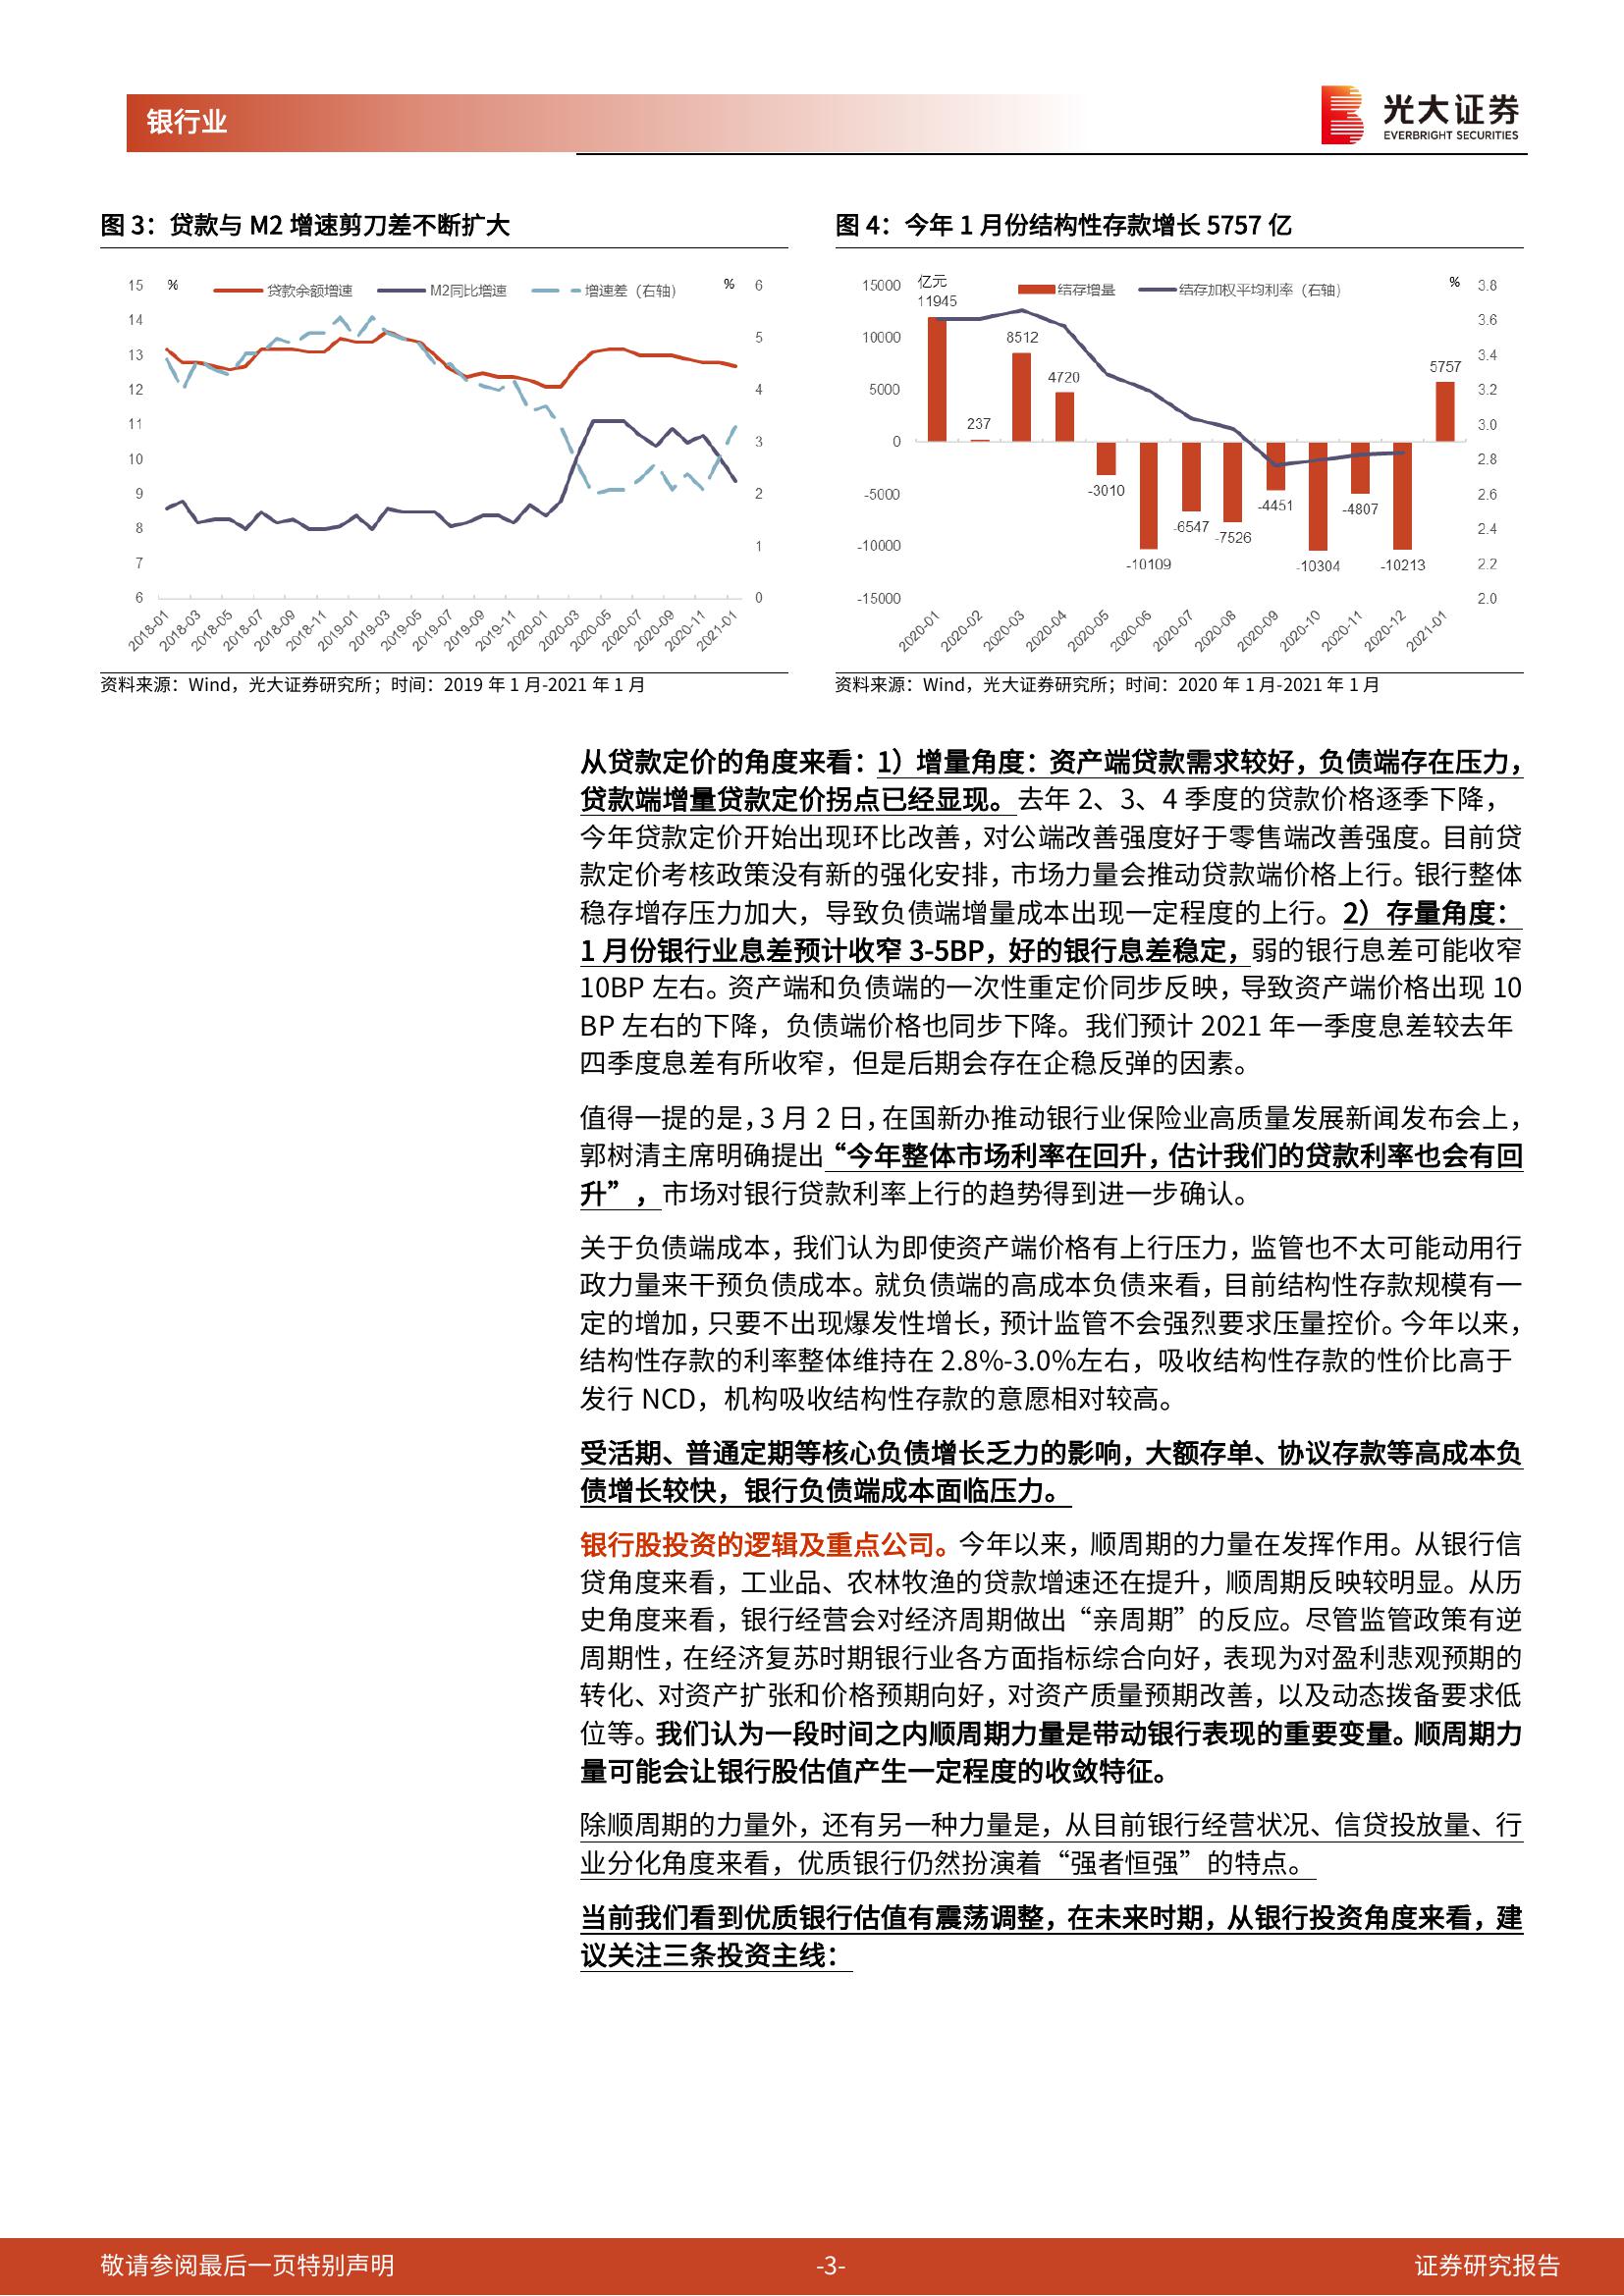 银行业
光大证券
EVERBRIGHT SECURITIES
图 3：贷款与 M2 增速剪刀差不断扩大
% 贷款余额增速 M2同比增速 增速差（右轴） %
15
14
13
12
11
10
9
8
7
6
6
5
4
3
2
1
0
2018-01 2018-03 2018-05 2018-07 2018-09 2018-11 2019-01 2019-03 2019-05 2019-07 2019-09 2019-11 2020-01 2020-03 2020-05 2020-07 2020-09 2020-11 2021-01
资料来源：Wind，光大证券研究所；时间：2019 年 1 月-2021 年 1 月
图 4：今年 1 月份结构性存款增长 5757 亿
亿元 结存增量 结存加权平均利率（右轴） %
15000
10000
5000
0
-5000
-10000
-15000
11945
237
8512
4720
-3010
-10109
-6547
-7526
-4451
-10304
-4807
-10213
5757
3.8
3.6
3.4
3.2
3.0
2.8
2.6
2.4
2.2
2.0
2020-01 2020-02 2020-03 2020-04 2020-05 2020-06 2020-07 2020-08 2020-09 2020-10 2020-11 2020-12 2021-01
资料来源：Wind，光大证券研究所；时间：2020 年 1 月-2021 年 1 月
从贷款定价的角度来看：1）增量角度：资产端贷款需求较好，负债端存在压力，
贷款端增量贷款定价拐点已经显现。去年 2、3、4 季度的贷款价格逐季下降，
今年贷款定价开始出现环比改善，对公端改善强度好于零售端改善强度。目前贷
款定价考核政策没有新的强化安排，市场力量会推动贷款端价格上行。银行整体
稳存增存压力加大，导致负债端增量成本出现一定程度的上行。2）存量角度：
1 月份银行业息差预计收窄 3-5BP，好的银行息差稳定，弱的银行息差可能收窄
10BP 左右。资产端和负债端的一次性重定价同步反映，导致资产端价格出现 10
BP 左右的下降，负债端价格也同步下降。我们预计 2021 年一季度息差较去年
四季度息差有所收窄，但是后期会存在企稳反弹的因素。
值得一提的是，3 月 2 日，在国新办推动银行业保险业高质量发展新闻发布会上，
郭树清主席明确提出“今年整体市场利率在回升，估计我们的贷款利率也会有回
升”，市场对银行贷款利率上行的趋势得到进一步确认。
关于负债端成本，我们认为即使资产端价格有上行压力，监管也不太可能动用行
政力量来干预负债成本。就负债端的高成本负债来看，目前结构性存款规模有一
定的增加，只要不出现爆发性增长，预计监管不会强烈要求压量控价。今年以来，
结构性存款的利率整体维持在 2.8%-3.0%左右，吸收结构性存款的性价比高于
发行 NCD，机构吸收结构性存款的意愿相对较高。
受活期、普通定期等核心负债增长乏力的影响，大额存单、协议存款等高成本负
债增长较快，银行负债端成本面临压力。
银行股投资的逻辑及重点公司。今年以来，顺周期的力量在发挥作用。从银行信
贷角度来看，工业品、农林牧渔的贷款增速还在提升，顺周期反映较明显。从历
史角度来看，银行经营会对经济周期做出“亲周期”的反应。尽管监管政策有逆
周期性，在经济复苏时期银行业各方面指标综合向好，表现为对盈利悲观预期的
转化、对资产扩张和价格预期向好，对资产质量预期改善，以及动态拨备要求低
位等。我们认为一段时间之内顺周期力量是带动银行表现的重要变量。顺周期力
量可能会让银行股估值产生一定程度的收敛特征。
除顺周期的力量外，还有另一种力量是，从目前银行经营状况、信贷投放量、行
业分化角度来看，优质银行仍然扮演着“强者恒强”的特点。
当前我们看到优质银行估值有震荡调整，在未来时期，从银行投资角度来看，建
议关注三条投资主线：
敬请参阅最后一页特别声明 -3- 证券研究报告